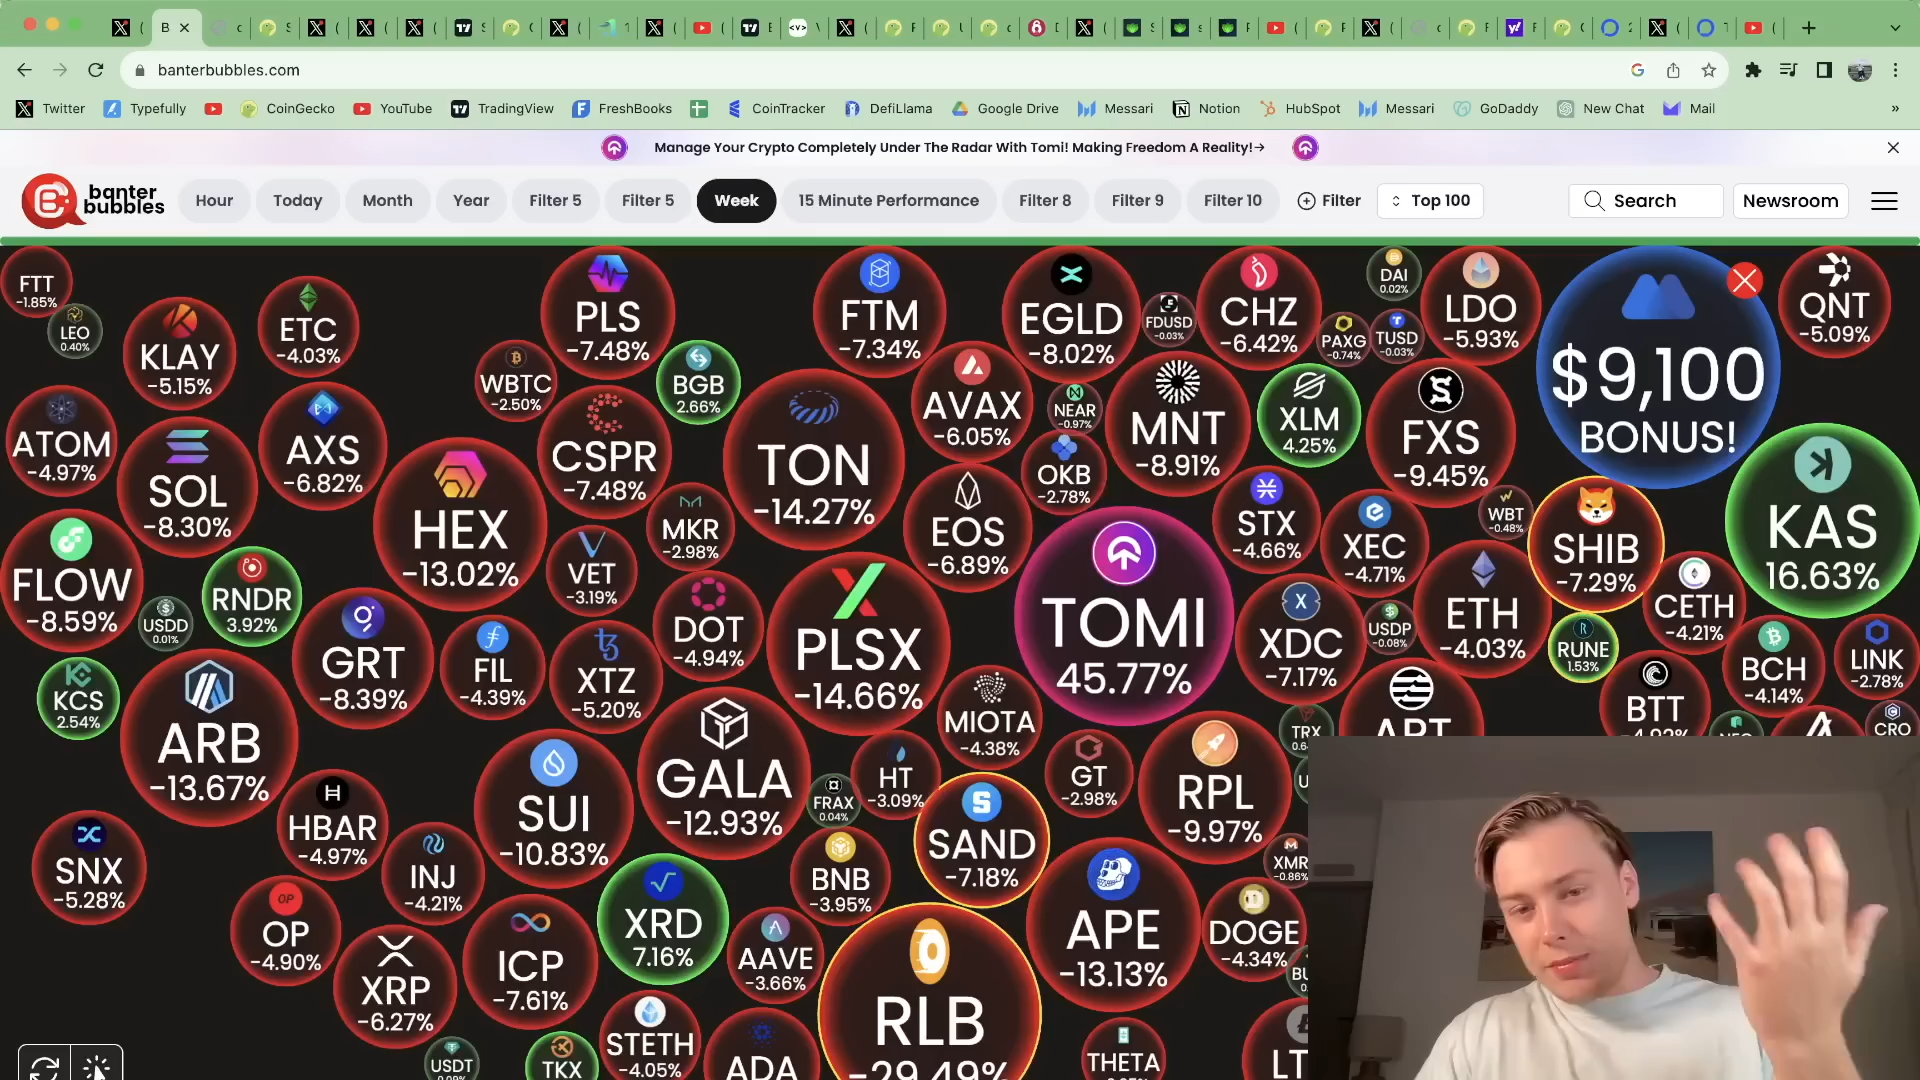 B
banterbubbles.com
Twitter Typefully CoinGecko YouTube TradingView FreshBooks CoinTracker DefiLlama Google Drive Messari Notion HubSpot Messari GoDaddy New Chat Mail »
Manage Your Crypto Completely Under The Radar With Tomi! Making Freedom A Reality!→
banter bubbles
Hour Today Month Year Filter 5 Filter 5 Week 15 Minute Performance Filter 8 Filter 9 Filter 10 Filter Top 100 Search Newsroom
FTT
-1.85%
LEO
0.40%
KLAY
-5.15%
ETC
-4.03%
PLS
-7.48%
WBTC
-2.50%
BGB
2.66%
FTM
-7.34%
EGLD
-8.02%
FDUSD
-0.03%
CHZ
-6.42%
PAXG
-0.74%
DAI
0.02%
TUSD
-0.03%
LDO
-5.93%
$9,100
BONUS!
QNT
-5.09%
ATOM
-4.97%
SOL
-8.30%
AXS
-6.82%
HEX
-13.02%
CSPR
-7.48%
TON
-14.27%
AVAX
-6.05%
NEAR
-0.97%
OKB
-2.78%
MNT
-8.91%
XLM
4.25%
FXS
-9.45%
KAS
16.63%
FLOW
-8.59%
USDD
0.01%
RNDR
3.92%
VET
-3.19%
MKR
-2.98%
EOS
-6.89%
TOMI
45.77%
STX
-4.66%
XEC
-4.71%
WBT
-0.48%
SHIB
-7.29%
CETH
-4.21%
KCS
2.54%
GRT
-8.39%
FIL
-4.39%
XTZ
-5.20%
DOT
-4.94%
PLSX
-14.66%
MIOTA
-4.38%
XDC
-7.17%
USDP
-0.08%
ETH
-4.03%
RUNE
1.53%
BCH
-4.14%
LINK
-2.78%
ARB
-13.67%
SUI
-10.83%
GALA
-12.93%
FRAX
0.04%
HT
-3.09%
GT
-2.98%
RPL
-9.97%
TRX
APT
BTT
-4.92%
CRO
SNX
-5.28%
HBAR
-4.97%
INJ
-4.21%
XRD
7.16%
BNB
-3.95%
SAND
-7.18%
APE
-13.13%
XMR
-0.86%
DOGE
-4.34%
OP
OP
-4.90%
XRP
-6.27%
ICP
-7.61%
AAVE
-3.66%
RLB
-29.49%
USDT
TKX
STETH
-4.05%
ADA
THETA
LT